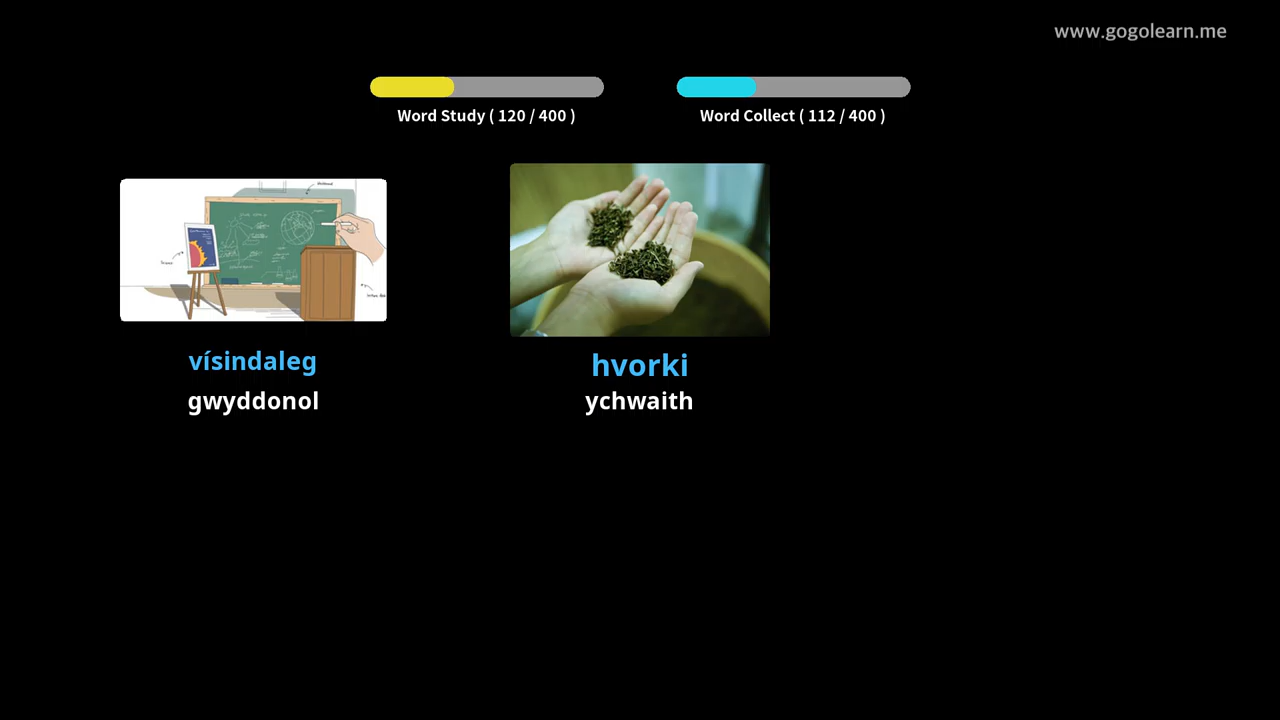 www.gogolearn.me
Word Study ( 120 / 400 )
Word Collect ( 112 / 400 )
vísindaleg
gwyddonol
hvorki
ychwaith